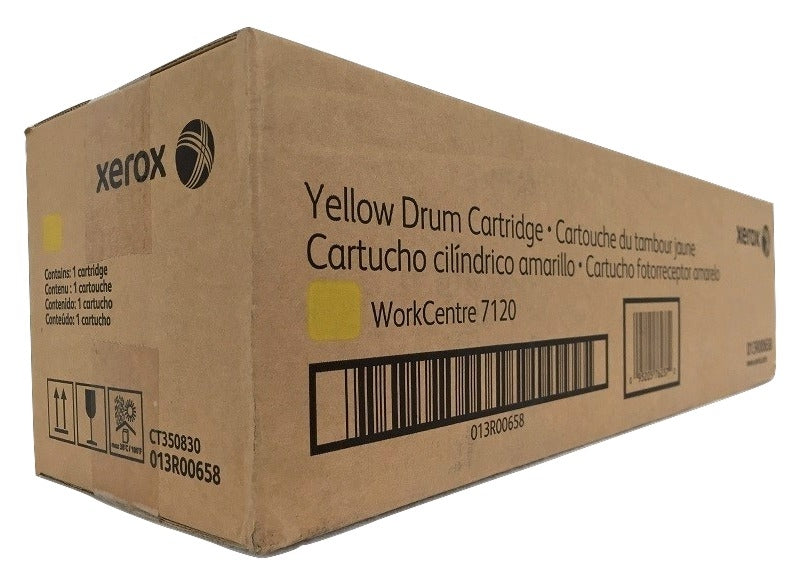 xerox
Contains: 1 cartridge
Contenu : 1 cartouche
Contenido: 1 cartucho
Conteúdo: 1 cartucho
CT350830
013R00658
Yellow Drum Cartridge • Cartouche du tambour jaune
Cartucho cilíndrico amarillo • Cartucho fotorreceptor amarelo
WorkCentre 7120
013R00658
xerox
013R00658